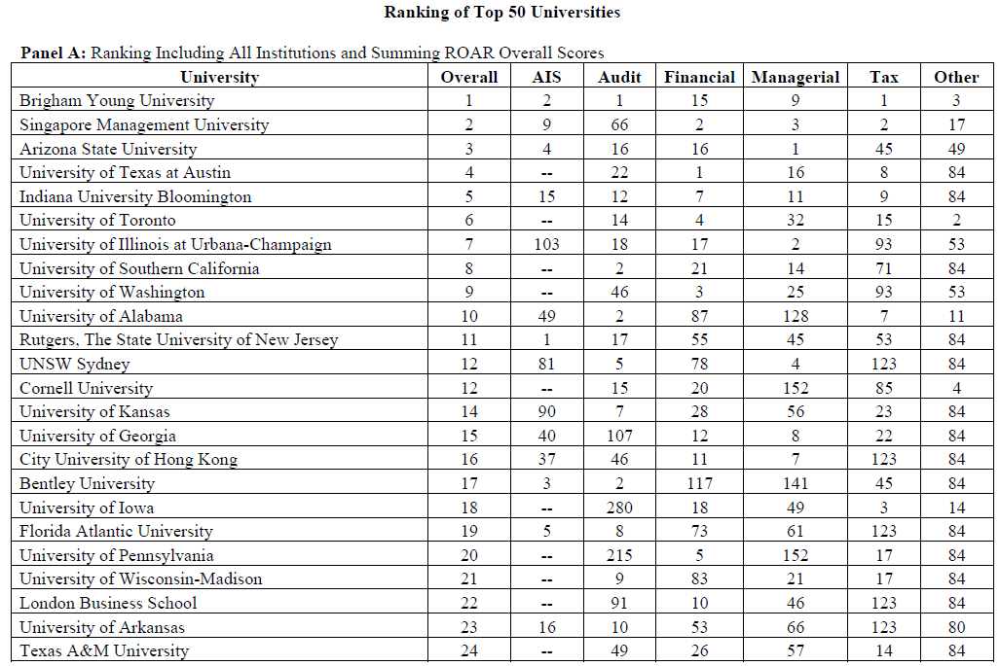 Ranking of Top 50 Universities
Panel A: Ranking Including All Institutions and Summing ROAR Overall Scores
University Overall AIS Audit Financial Managerial Tax Other
Brigham Young University 1 2 1 15 9 1 3
Singapore Management University 2 9 66 2 3 2 17
Arizona State University 3 4 16 16 1 45 49
University of Texas at Austin 4 -- 22 1 16 8 84
Indiana University Bloomington 5 15 12 7 11 9 84
University of Toronto 6 -- 14 4 32 15 2
University of Illinois at Urbana-Champaign 7 103 18 17 2 93 53
University of Southern California 8 -- 2 21 14 71 84
University of Washington 9 -- 46 3 25 93 53
University of Alabama 10 49 2 87 128 7 11
Rutgers, The State University of New Jersey 11 1 17 55 45 53 84
UNSW Sydney 12 81 5 78 4 123 84
Cornell University 12 -- 15 20 152 85 4
University of Kansas 14 90 7 28 56 23 84
University of Georgia 15 40 107 12 8 22 84
City University of Hong Kong 16 37 46 11 7 123 84
Bentley University 17 3 2 117 141 45 84
University of Iowa 18 -- 280 18 49 3 14
Florida Atlantic University 19 5 8 73 61 123 84
University of Pennsylvania 20 -- 215 5 152 17 84
University of Wisconsin-Madison 21 -- 9 83 21 17 84
London Business School 22 -- 91 10 46 123 84
University of Arkansas 23 16 10 53 66 123 80
Texas A&M University 24 -- 49 26 57 14 84